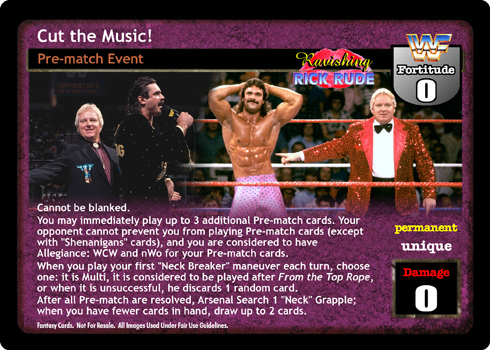 Cut the Music!
Pre-match Event
Ravishing
RICK RUDE
WF
Fortitude
0
Cannot be blanked.
You may immediately play up to 3 additional Pre-match cards. Your
opponent cannot prevent you from playing Pre-match cards (except
with "Shenanigans" cards), and you are considered to have
Allegiance: WCW and nWo for your Pre-match cards.
When you play your first "Neck Breaker" maneuver each turn, choose
one: it is Multi, it is considered to be played after From the Top Rope,
or when it is unsuccessful, he discards 1 random card.
After all Pre-match are resolved, Arsenal Search 1 "Neck" Grapple;
when you have fewer cards in hand, draw up to 2 cards.
Fantasy Cards. Not For Resale. All Images Used Under Fair Use Guidelines.
permanent
unique
Damage
0